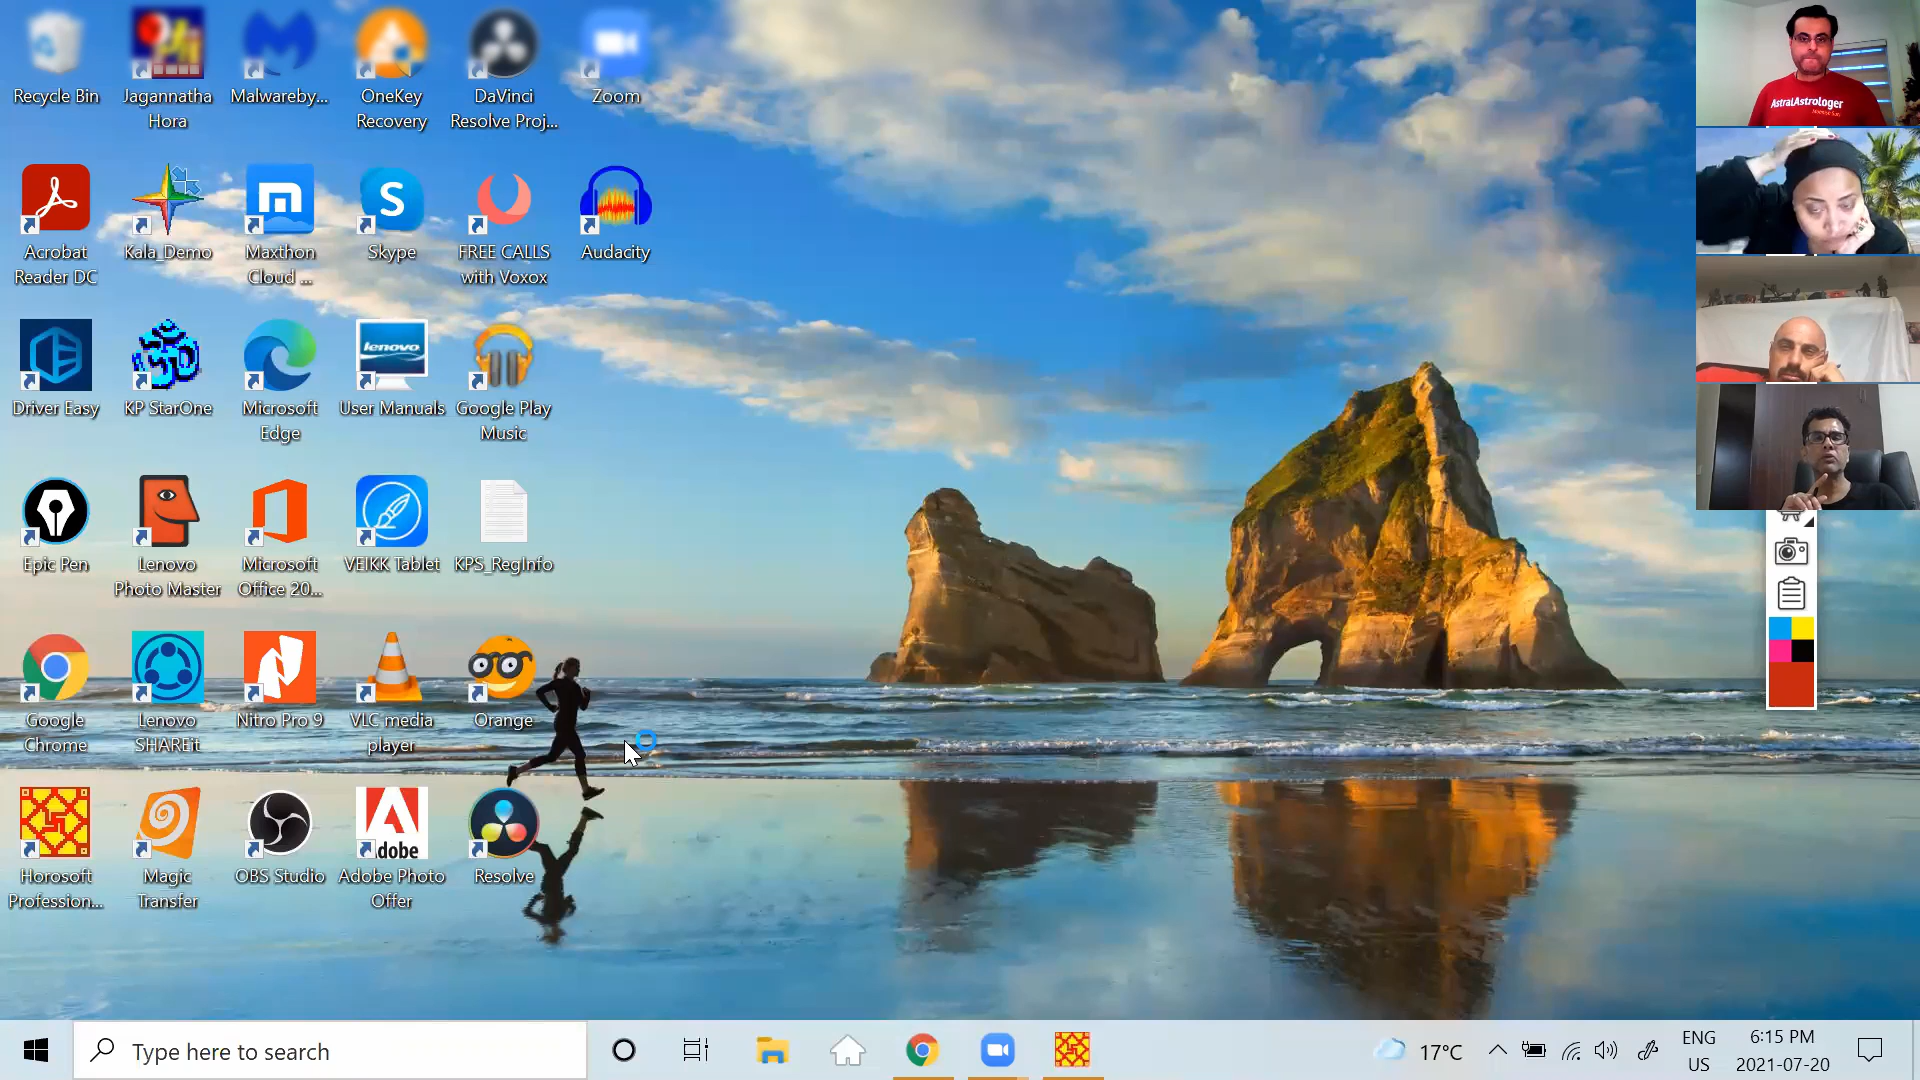 Recycle Bin
Jagannatha
Hora
Malwareby...
OneKey
Recovery
DaVinci
Resolve Proj...
Zoom
Acrobat
Reader DC
Kala_Demo
Maxthon
Cloud ...
Skype
FREE CALLS
with Voxox
Audacity
Driver Easy
KP StarOne
Microsoft
Edge
lenovo
User Manuals
Google Play
Music
Epic Pen
Lenovo
Photo Master
Microsoft
Office 20...
VEIKK Tablet
KPS_RegInfo
Google
Chrome
Lenovo
SHAREit
Nitro Pro 9
VLC media
player
Orange
Horosoft
Profession...
Magic
Transfer
OBS Studio
Adobe
Adobe Photo
Offer
Resolve
AstralAstrologer
Type here to search
17°C
ENG
US
6:15 PM
2021-07-20